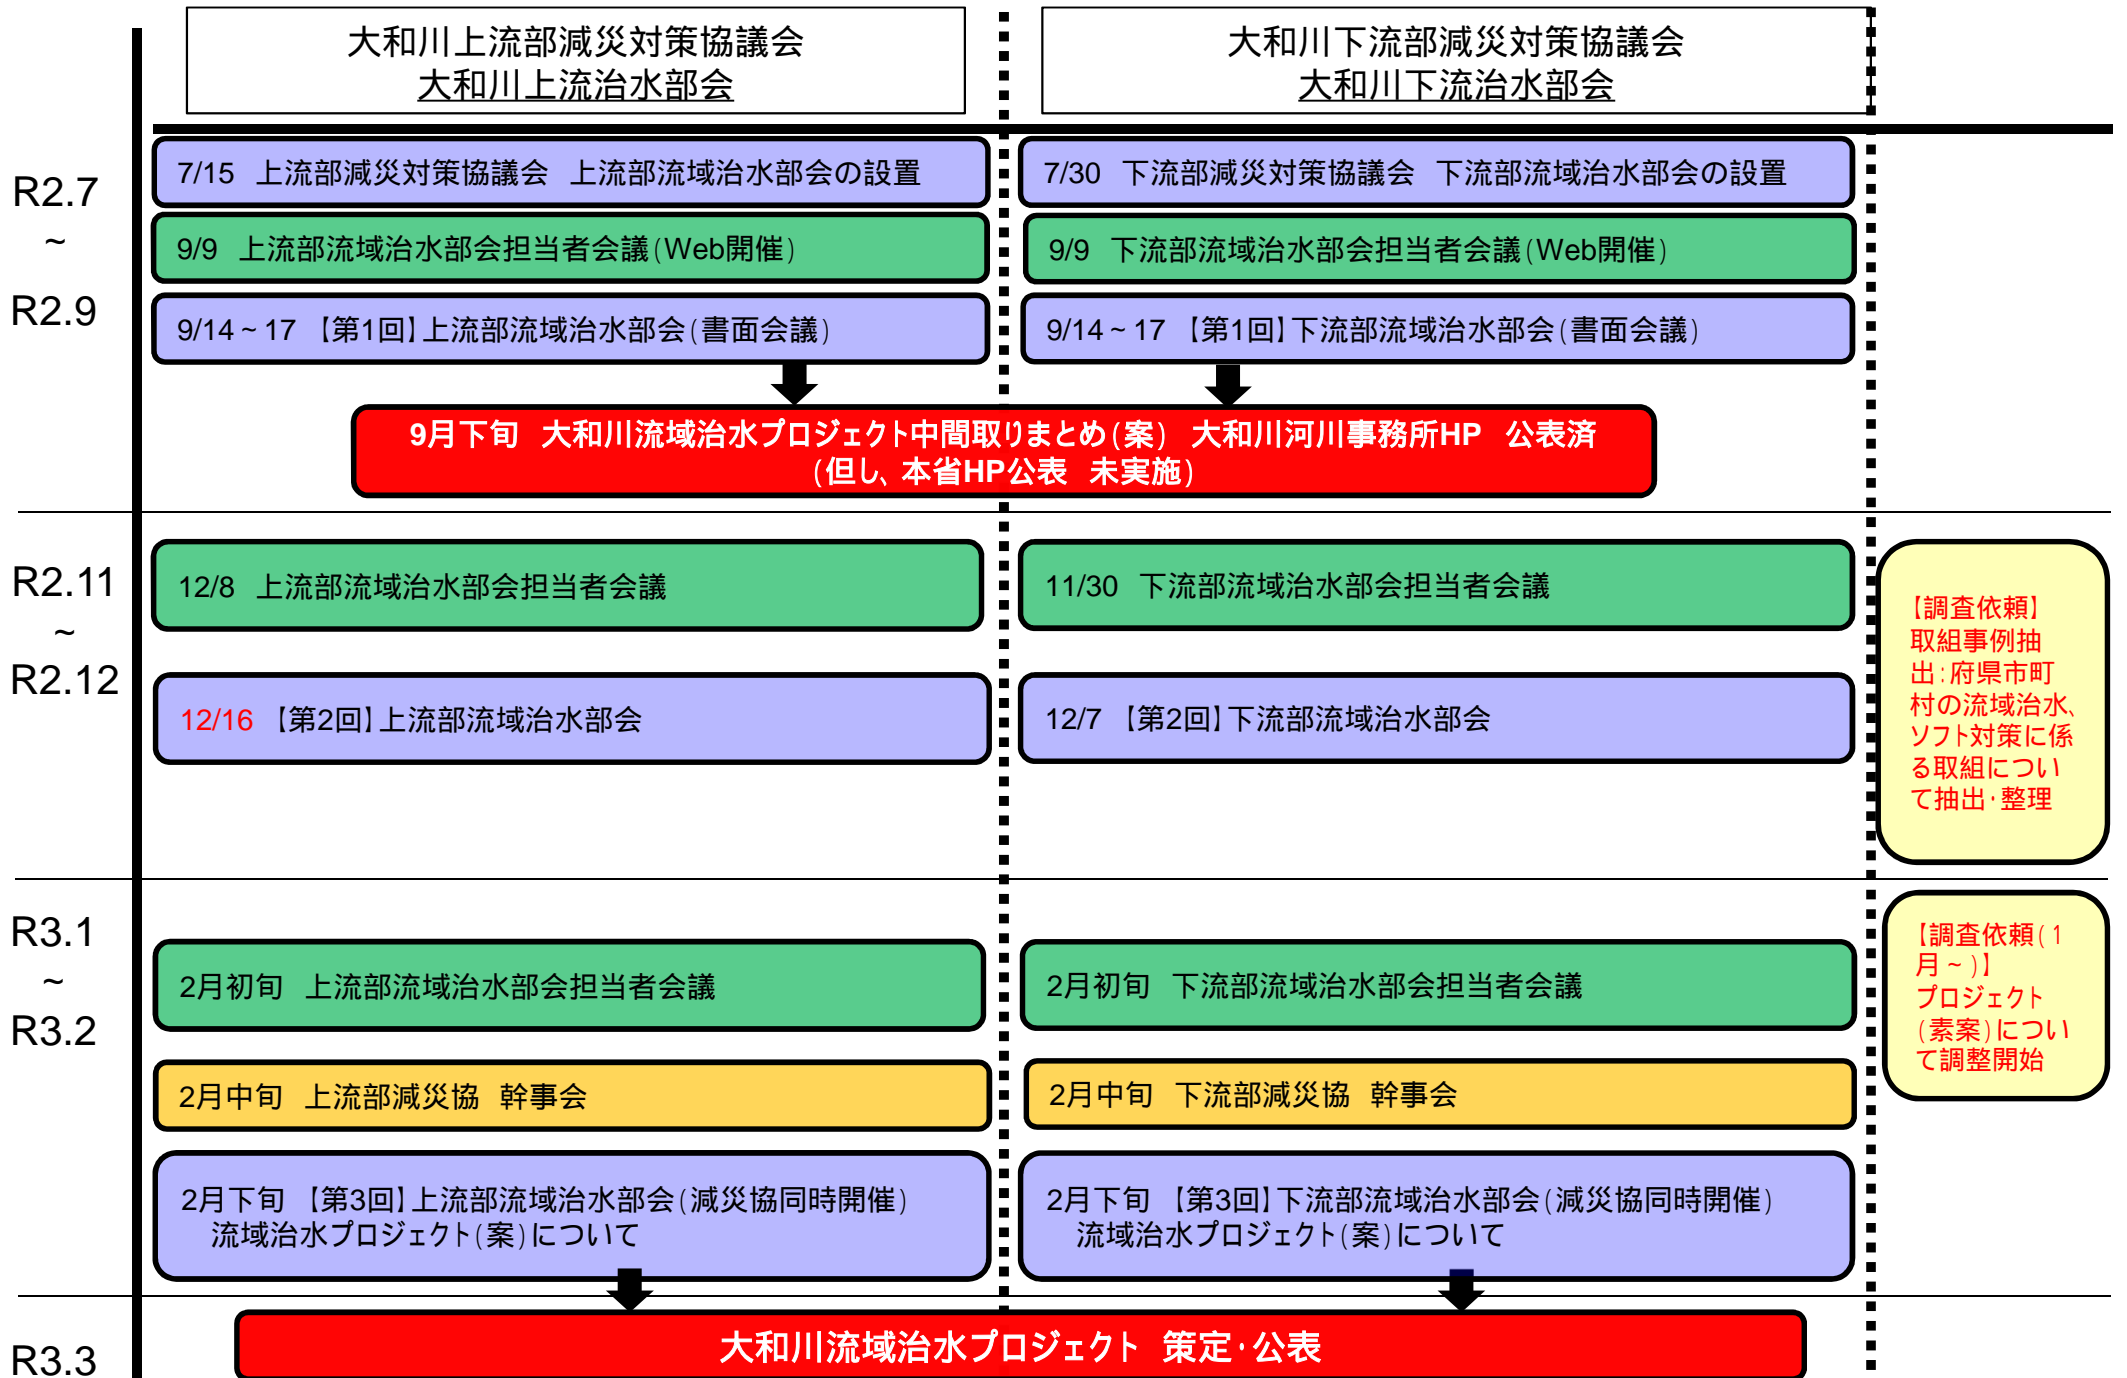 大和川上流部減災対策協議会
大和川上流治水部会
大和川下流部減災対策協議会
大和川下流治水部会
R2.7
～
R2.9
7/15 上流部減災対策協議会 上流部流域治水部会の設置
7/30 下流部減災対策協議会 下流部流域治水部会の設置
9/9 上流部流域治水部会担当者会議(Web開催)
9/9 下流部流域治水部会担当者会議(Web開催)
9/14～17 【第1回】上流部流域治水部会(書面会議)
9/14～17 【第1回】下流部流域治水部会(書面会議)
9月下旬 大和川流域治水プロジェクト中間取りまとめ(案) 大和川河川事務所HP 公表済
(但し、本省HP公表 未実施)
R2.11
～
R2.12
12/8 上流部流域治水部会担当者会議
11/30 下流部流域治水部会担当者会議
12/16 【第2回】上流部流域治水部会
12/7 【第2回】下流部流域治水部会
【調査依頼】
取組事例抽
出:府県市町
村の流域治水、
ソフト対策に係
る取組につい
て抽出・整理
R3.1
～
R3.2
2月初旬 上流部流域治水部会担当者会議
2月初旬 下流部流域治水部会担当者会議
【調査依頼(1
月～)】
プロジェクト
(素案)につい
て調整開始
2月中旬 上流部減災協 幹事会
2月中旬 下流部減災協 幹事会
2月下旬 【第3回】上流部流域治水部会(減災協同時開催)
流域治水プロジェクト(案)について
2月下旬 【第3回】下流部流域治水部会(減災協同時開催)
流域治水プロジェクト(案)について
R3.3
大和川流域治水プロジェクト 策定・公表